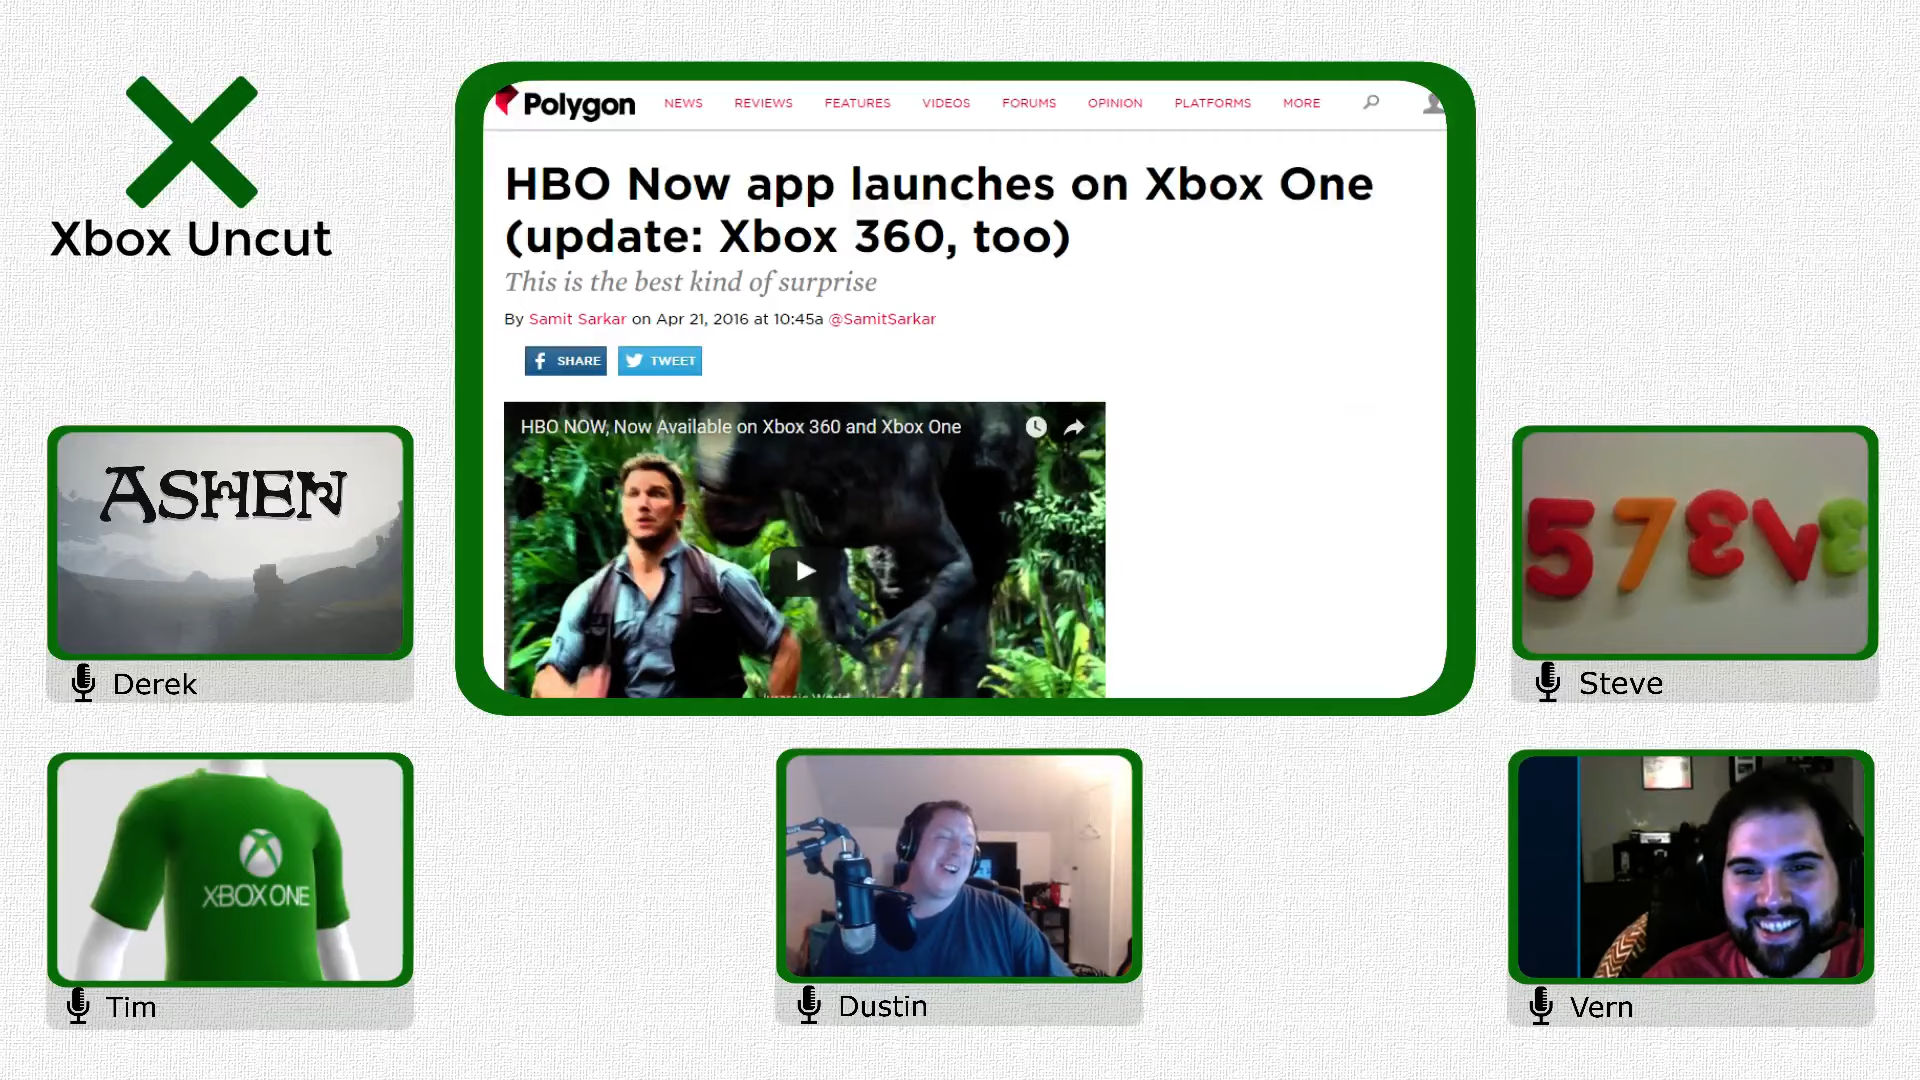 Xbox Uncut
Polygon
NEWS REVIEWS FEATURES VIDEOS FORUMS OPINION PLATFORMS MORE
HBO Now app launches on Xbox One
(update: Xbox 360, too)
This is the best kind of surprise
By Samit Sarkar on Apr 21, 2016 at 10:45a @SamitSarkar
SHARE TWEET
HBO NOW, Now Available on Xbox 360 and Xbox One
Jurassic World
ASHEN
Derek
57EVE
Steve
XBOX ONE
Tim
Dustin
Vern